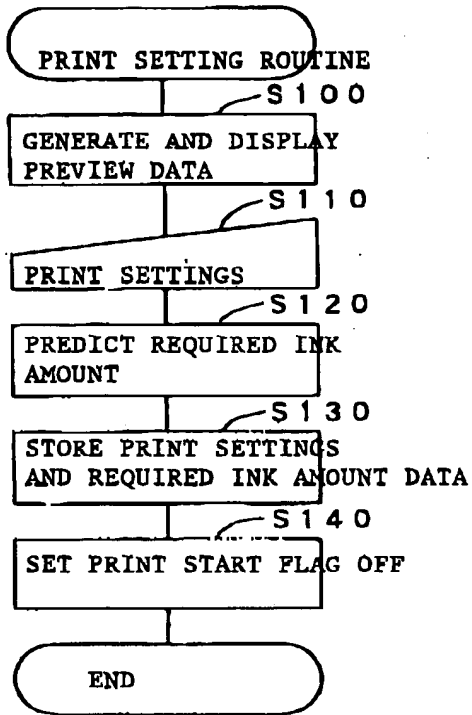 PRINT SETTING ROUTINE
S100
GENERATE AND DISPLAY
PREVIEW DATA
S110
PRINT SETTINGS
S120
PREDICT REQUIRED INK
AMOUNT
S130
STORE PRINT SETTINGS
AND REQUIRED INK AMOUNT DATA
S140
SET PRINT START FLAG OFF
END